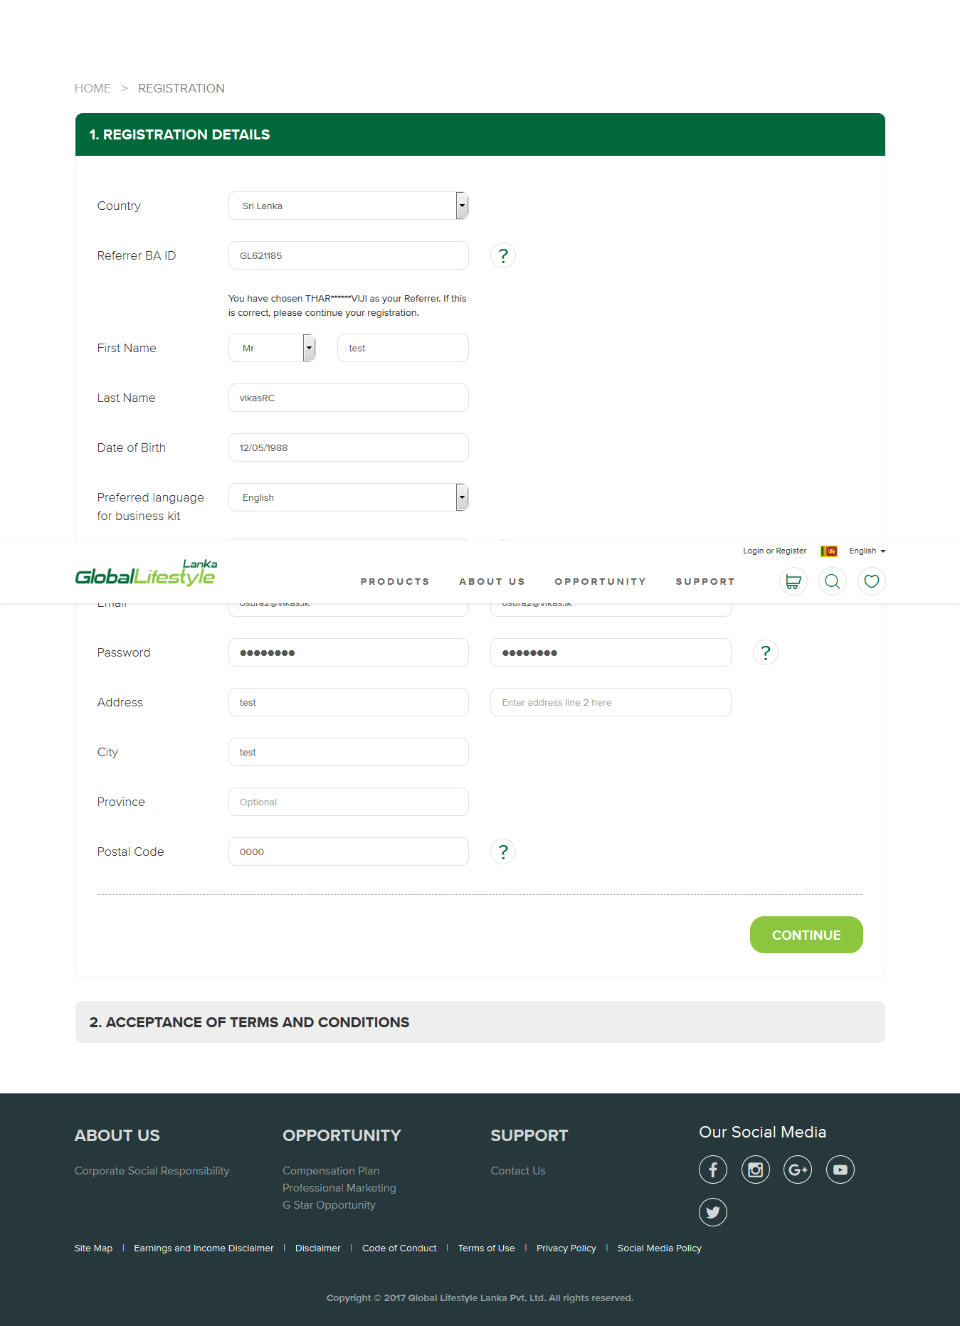 HOME > REGISTRATION
1. REGISTRATION DETAILS
Country Sri Lanka
Referrer BA ID GL621185 ?
You have chosen THAR******VIJI as your Referrer. If this
is correct, please continue your registration.
First Name Mr test
Last Name vikasRC
Date of Birth 12/05/1988
Preferred language English
for business kit
Login or Register English
Lanka
GlobalLifestyle
PRODUCTS ABOUT US OPPORTUNITY SUPPORT
Email
Password ●●●●●●●● ●●●●●●●● ?
Address test Enter address line 2 here
City test
Province Optional
Postal Code 0000 ?
CONTINUE
2. ACCEPTANCE OF TERMS AND CONDITIONS
ABOUT US OPPORTUNITY SUPPORT Our Social Media
Corporate Social Responsibility Compensation Plan Contact Us
Professional Marketing
G Star Opportunity
Site Map | Earnings and Income Disclaimer | Disclaimer | Code of Conduct | Terms of Use | Privacy Policy | Social Media Policy
Copyright © 2017 Global Lifestyle Lanka Pvt. Ltd. All rights reserved.